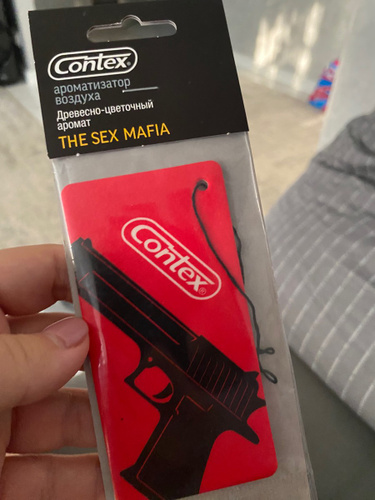 Contex®
ароматизатор
воздуха
Древесно-цветочный
аромат
THE SEX MAFIA
Contex®